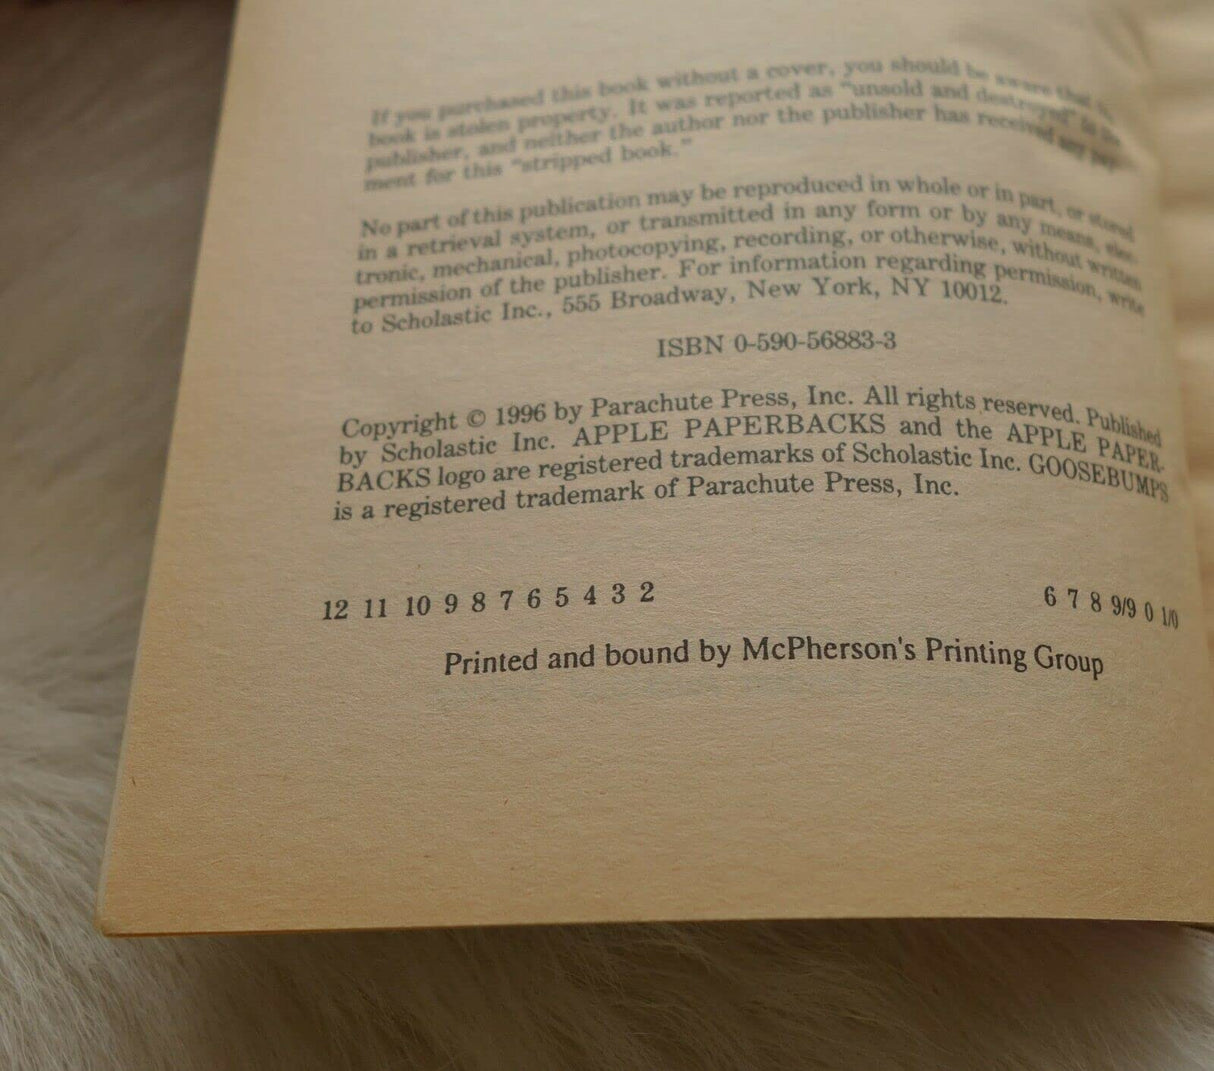 If you purchased this book without a cover, you should be aware that
book is stolen property. It was reported as "unsold and destroyed" to the
publisher, and neither the author nor the publisher has received any pay-
ment for this "stripped book."
No part of this publication may be reproduced in whole or in part, or stored
in a retrieval system, or transmitted in any form or by any means, elec-
tronic, mechanical, photocopying, recording, or otherwise, without written
permission of the publisher. For information regarding permission, write
to Scholastic Inc., 555 Broadway, New York, NY 10012.
ISBN 0-590-56883-3
Copyright © 1996 by Parachute Press, Inc. All rights reserved. Published
by Scholastic Inc. APPLE PAPERBACKS and the APPLE PAPER-
BACKS logo are registered trademarks of Scholastic Inc. GOOSEBUMPS
is a registered trademark of Parachute Press, Inc.
12 11 10 9 8 7 6 5 4 3 2 6 7 8 9/9 0 1/0
Printed and bound by McPherson's Printing Group